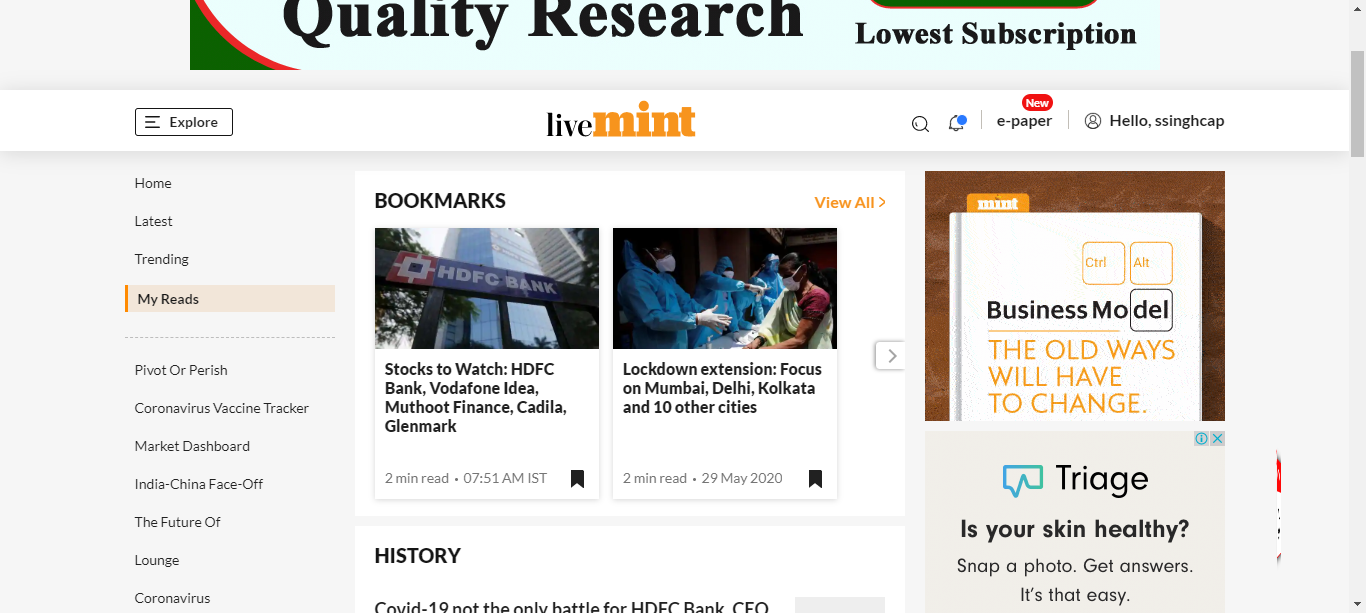 Quality Research
Lowest Subscription
Explore
livemint
New
e-paper
Hello, ssinghcap
Home
Latest
Trending
My Reads
Pivot Or Perish
Coronavirus Vaccine Tracker
Market Dashboard
India-China Face-Off
The Future Of
Lounge
Coronavirus
BOOKMARKS
View All
HDFC BANK
Stocks to Watch: HDFC
Bank, Vodafone Idea,
Muthoot Finance, Cadila,
Glenmark
2 min read • 07:51 AM IST
Lockdown extension: Focus
on Mumbai, Delhi, Kolkata
and 10 other cities
2 min read • 29 May 2020
HISTORY
Covid-19 not the only battle for HDFC Bank. CEO
mint
Ctrl Alt
Business Model
THE OLD WAYS
WILL HAVE
TO CHANGE.
Triage
Is your skin healthy?
Snap a photo. Get answers.
It's that easy.